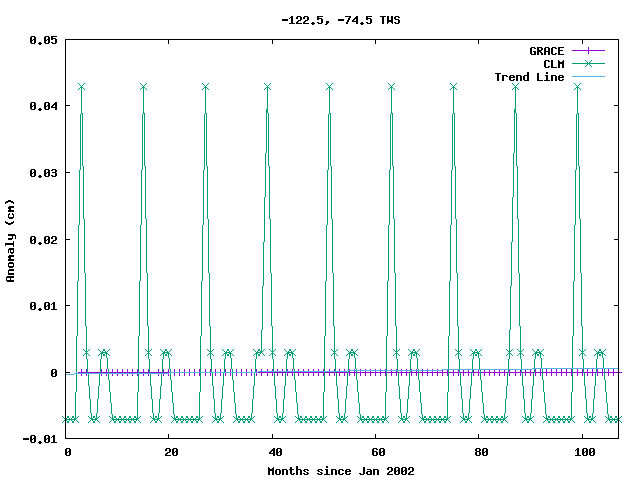 -122.5, -74.5 TWS
0.05
GRACE
CLM
Trend Line
0.04
0.03
0.02
0.01
0
-0.01
Anomaly (cm)
0 20 40 60 80 100
Months since Jan 2002